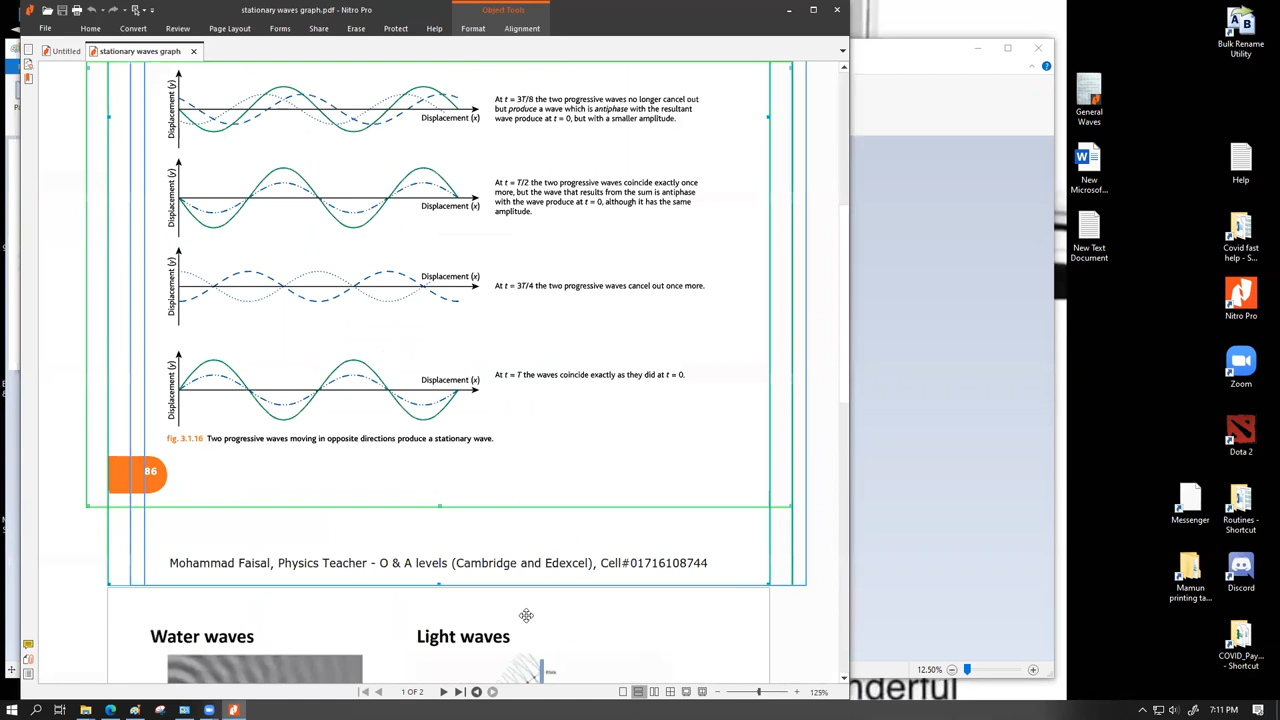 stationary waves graph.pdf - Nitro Pro
Object Tools
File Home Convert Review Page Layout Forms Share Erase Protect Help Format Alignment
Untitled stationary waves graph
Displacement (y)
Displacement (x)
At t = 3T/8 the two progressive waves no longer cancel out
but produce a wave which is antiphase with the resultant
wave produce at t = 0, but with a smaller amplitude.
Displacement (y)
Displacement (x)
At t = T/2 the two progressive waves coincide exactly once
more, but the wave that results from the sum is antiphase
with the wave produce at t = 0, although it has the same
amplitude.
Displacement (y)
Displacement (x)
At t = 3T/4 the two progressive waves cancel out once more.
Displacement (y)
Displacement (x)
At t = T the waves coincide exactly as they did at t = 0.
fig. 3.1.16 Two progressive waves moving in opposite directions produce a stationary wave.
86
Mohammad Faisal, Physics Teacher - O & A levels (Cambridge and Edexcel), Cell#01716108744
Water waves Light waves
1 OF 2
125%
12.50%
nderful
General
Waves
New
Microsof...
New Text
Document
Bulk Rename
Utility
Help
Covid fast
help - S...
Nitro Pro
Zoom
Dota 2
Messenger
Routines -
Shortcut
Mamun
printing ta...
Discord
COVID_Pay...
- Shortcut
7:11 PM